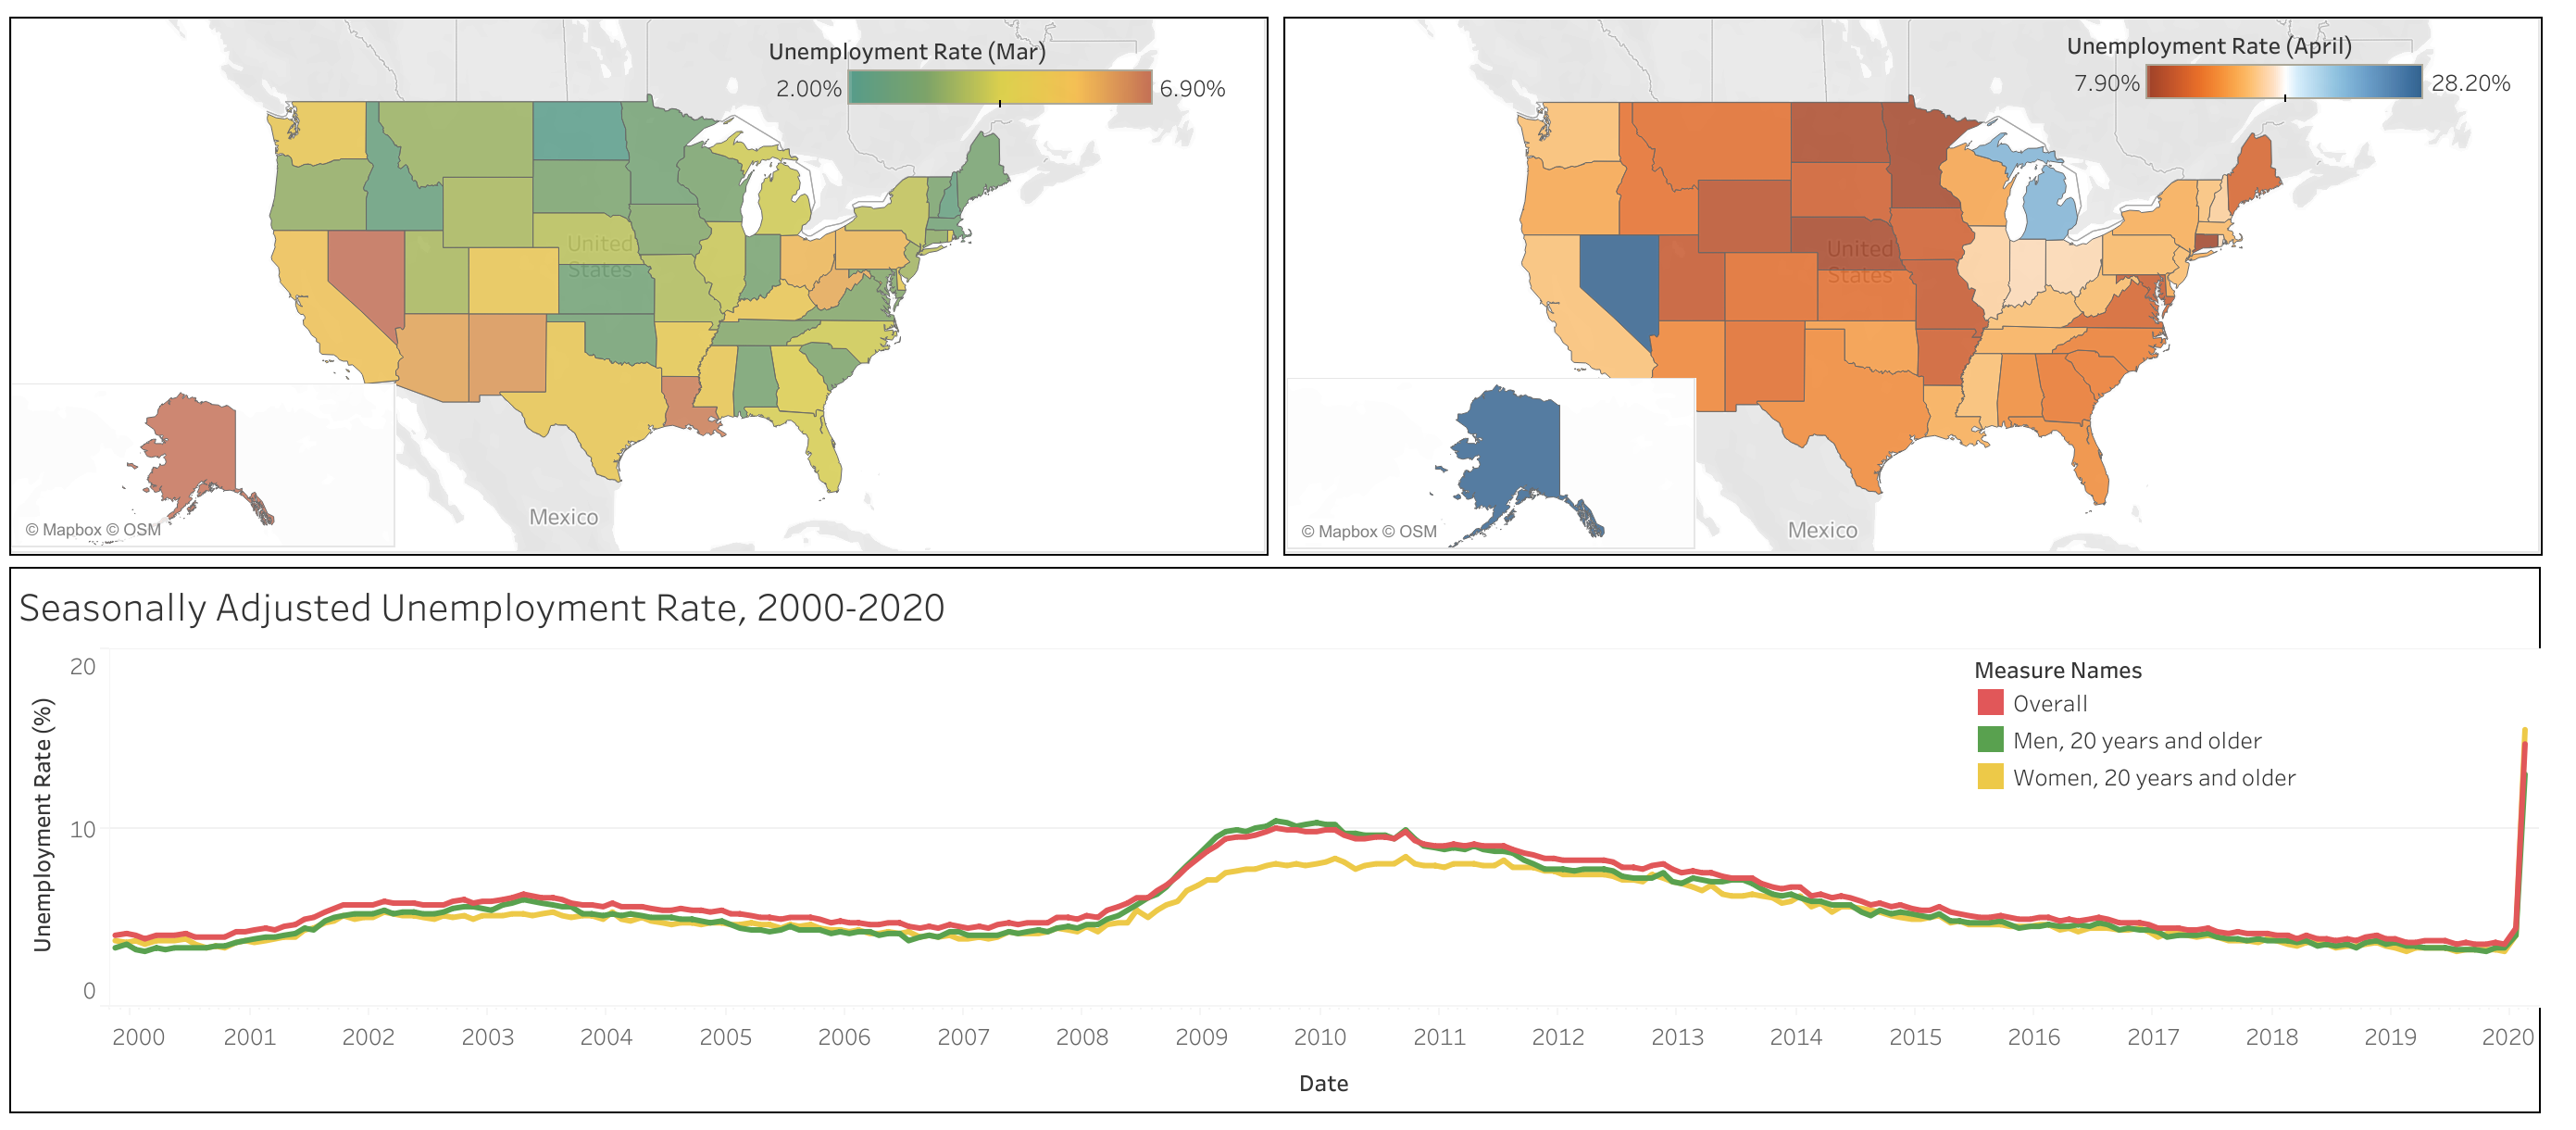 Unemployment Rate (Mar)
2.00%
6.90%
United
States
Mexico
© Mapbox © OSM
Unemployment Rate (April)
7.90%
28.20%
United
States
Mexico
© Mapbox © OSM
Seasonally Adjusted Unemployment Rate, 2000-2020
Measure Names
Overall
Men, 20 years and older
Women, 20 years and older
Unemployment Rate (%)
20
10
0
2000 2001 2002 2003 2004 2005 2006 2007 2008 2009 2010 2011 2012 2013 2014 2015 2016 2017 2018 2019 2020
Date